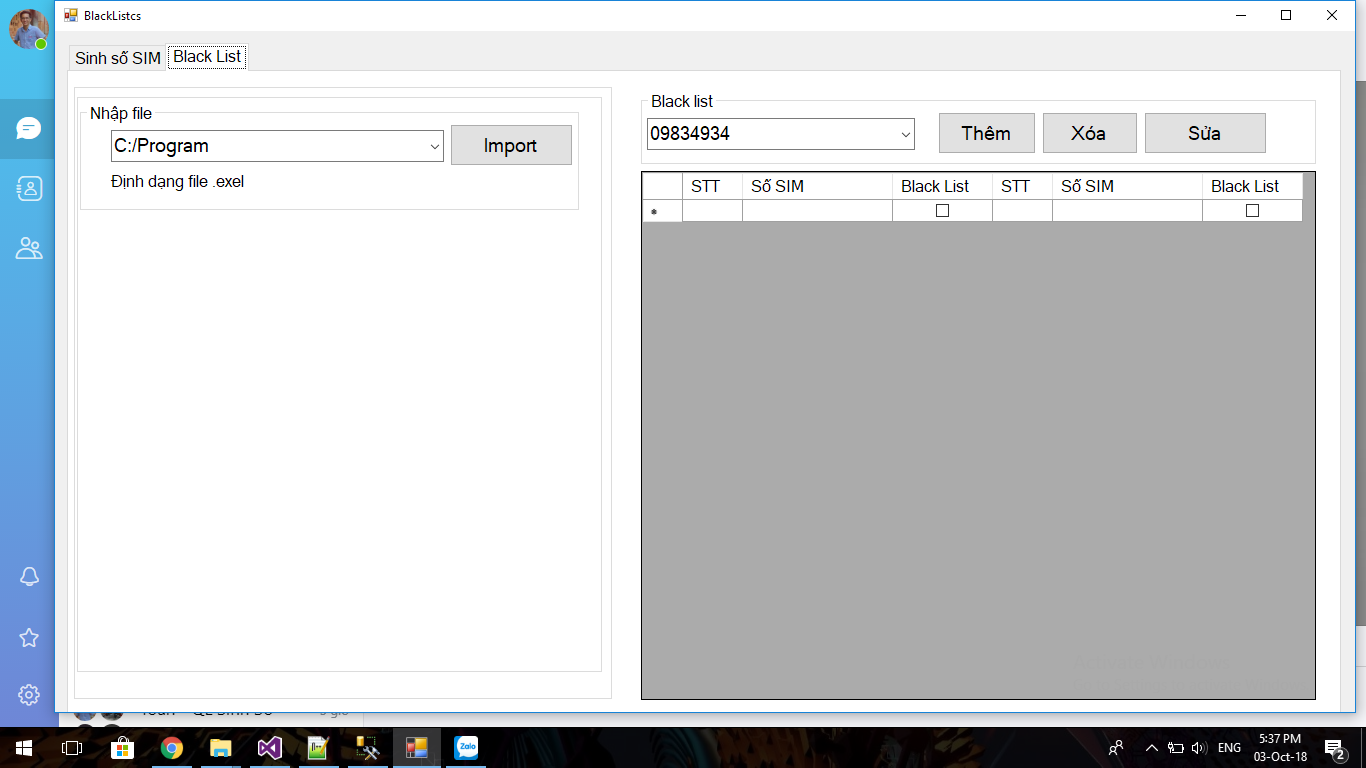 BlackListcs
Sinh số SIM
Black List
Nhập file
C:/Program
Import
Định dạng file .exel
Black list
09834934
Thêm
Xóa
Sửa
STT Số SIM Black List STT Số SIM Black List
*
Zalo
ENG
5:37 PM
03-Oct-18
2